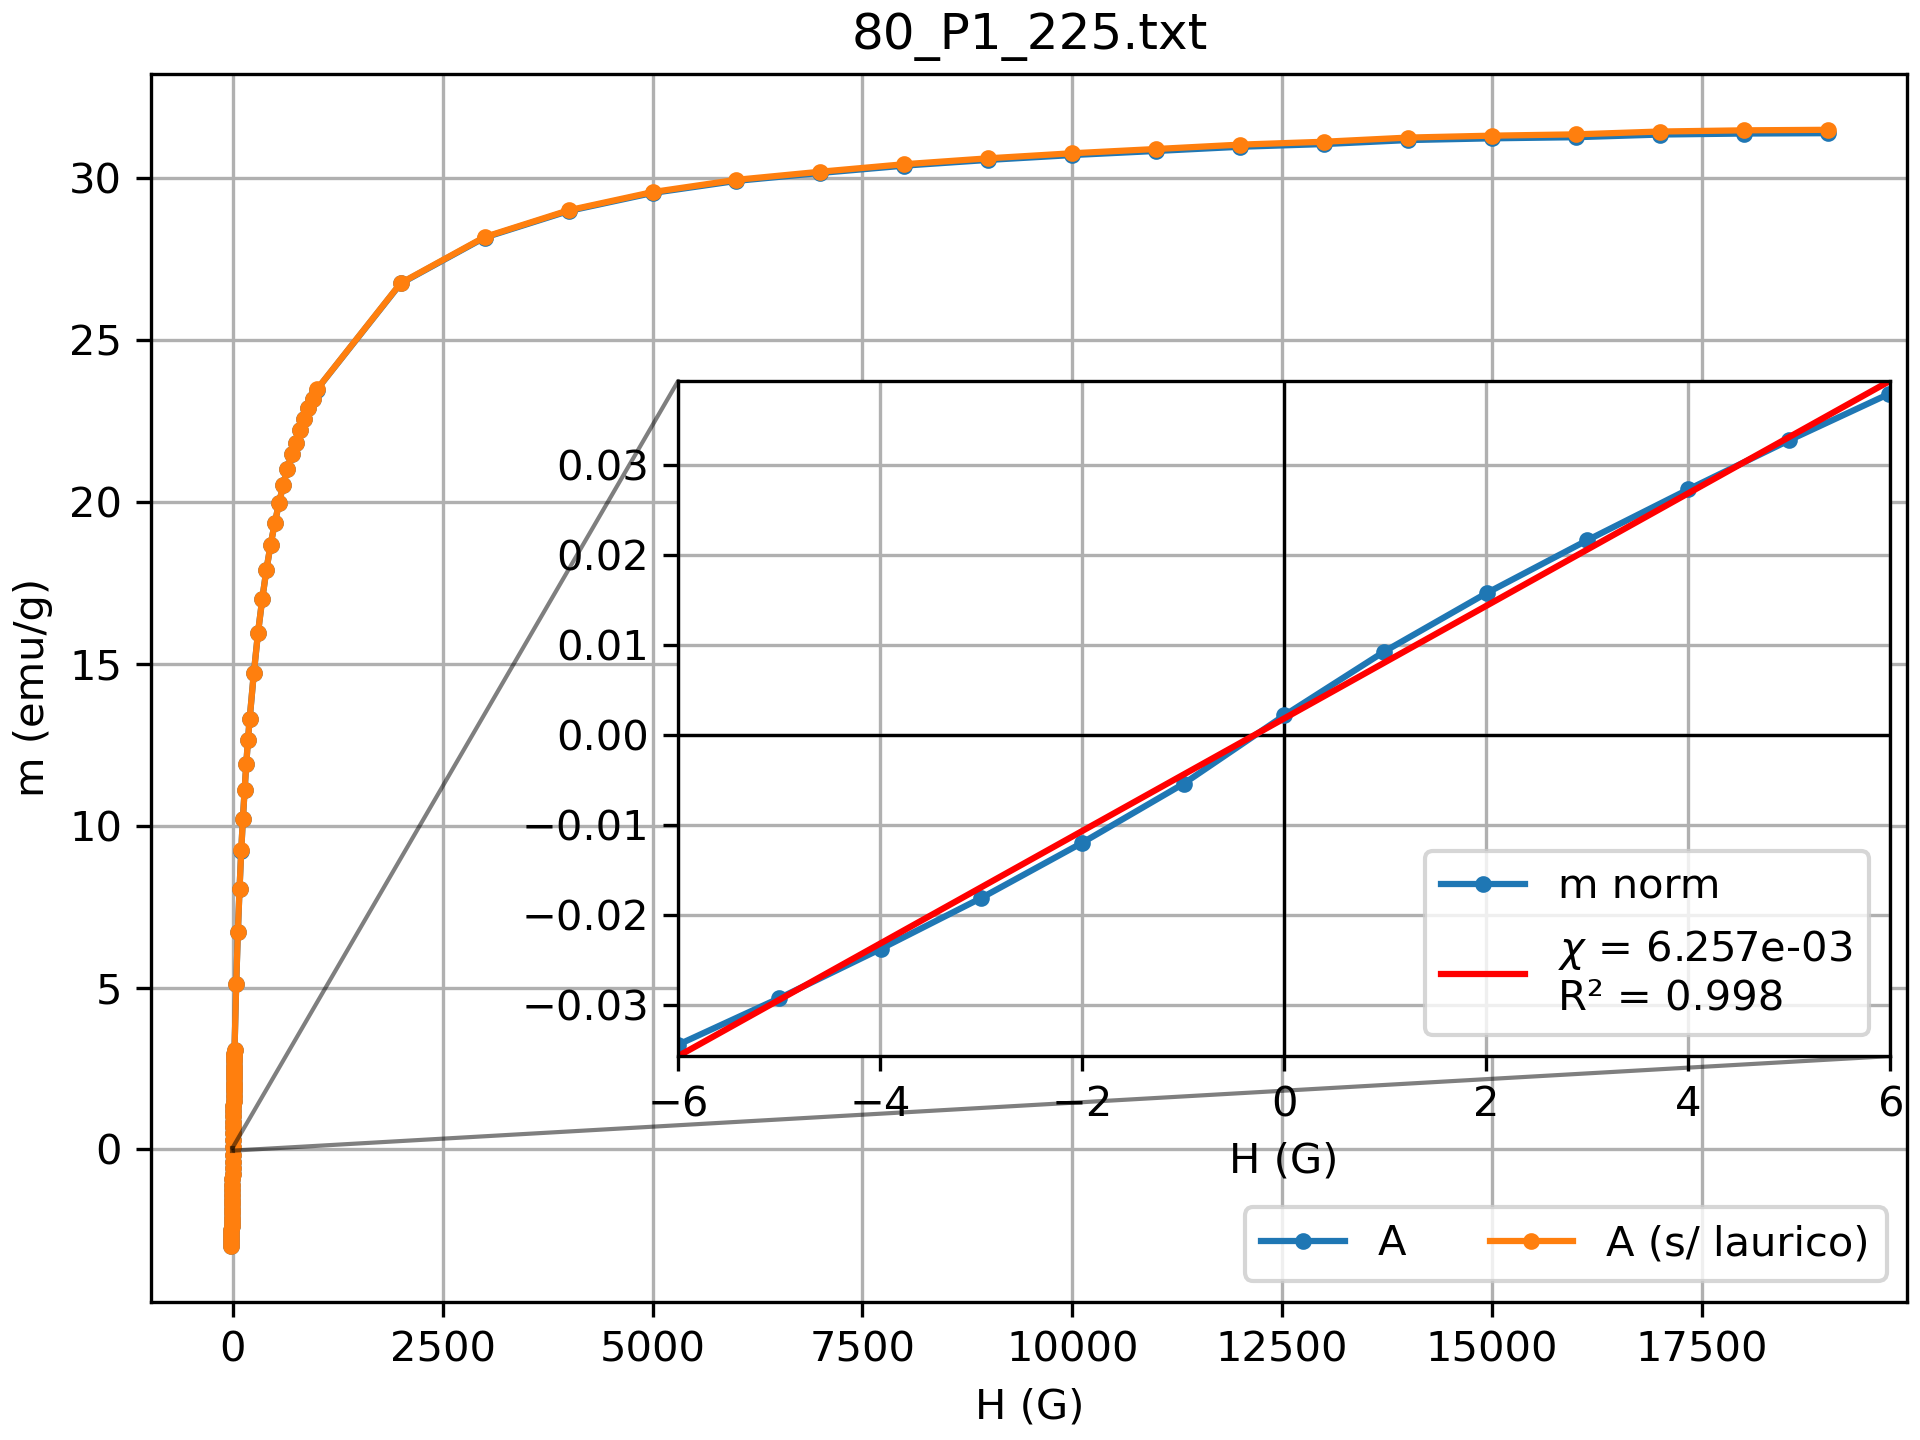 80_P1_225.txt
m (emu/g)
30
25
20
15
10
5
0
0.03
0.02
0.01
0.00
−0.01
−0.02
−0.03
m norm
χ = 6.257e-03
R² = 0.998
−6 −4 −2 0 2 4 6
H (G)
A A (s/ laurico)
0 2500 5000 7500 10000 12500 15000 17500
H (G)